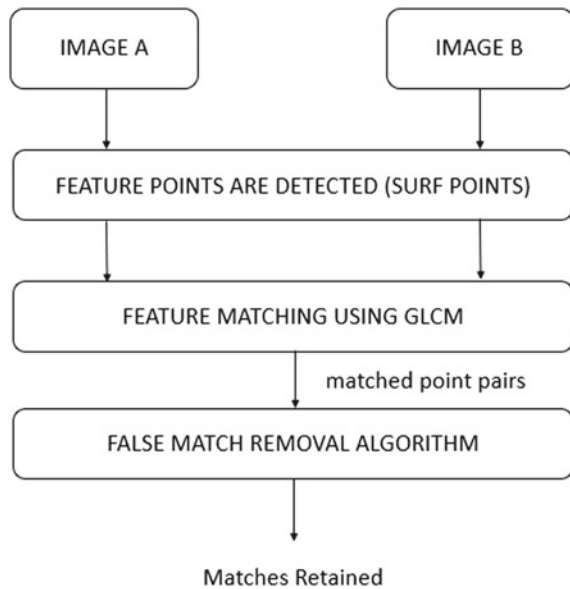 IMAGE A
IMAGE B
FEATURE POINTS ARE DETECTED (SURF POINTS)
FEATURE MATCHING USING GLCM
matched point pairs
FALSE MATCH REMOVAL ALGORITHM
Matches Retained